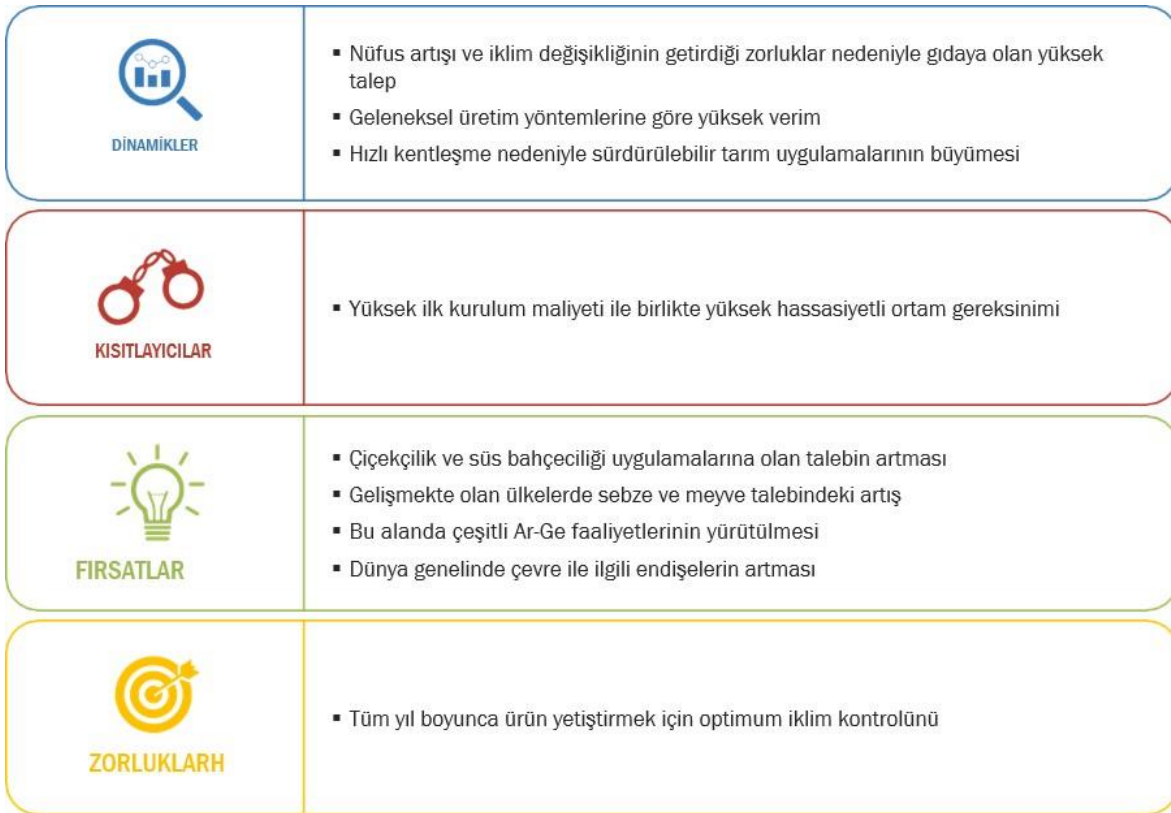 DİNAMİKLER
▪ Nüfus artışı ve iklim değişikliğinin getirdiği zorluklar nedeniyle gıdaya olan yüksek
talep
▪ Geleneksel üretim yöntemlerine göre yüksek verim
▪ Hızlı kentleşme nedeniyle sürdürülebilir tarım uygulamalarının büyümesi
KISITLAYICILAR
▪ Yüksek ilk kurulum maliyeti ile birlikte yüksek hassasiyetli ortam gereksinimi
FIRSATLAR
▪ Çiçekçilik ve süs bahçeciliği uygulamalarına olan talebin artması
▪ Gelişmekte olan ülkelerde sebze ve meyve talebindeki artış
▪ Bu alanda çeşitli Ar-Ge faaliyetlerinin yürütülmesi
▪ Dünya genelinde çevre ile ilgili endişelerin artması
ZORLUKLARH
▪ Tüm yıl boyunca ürün yetiştirmek için optimum iklim kontrolünü